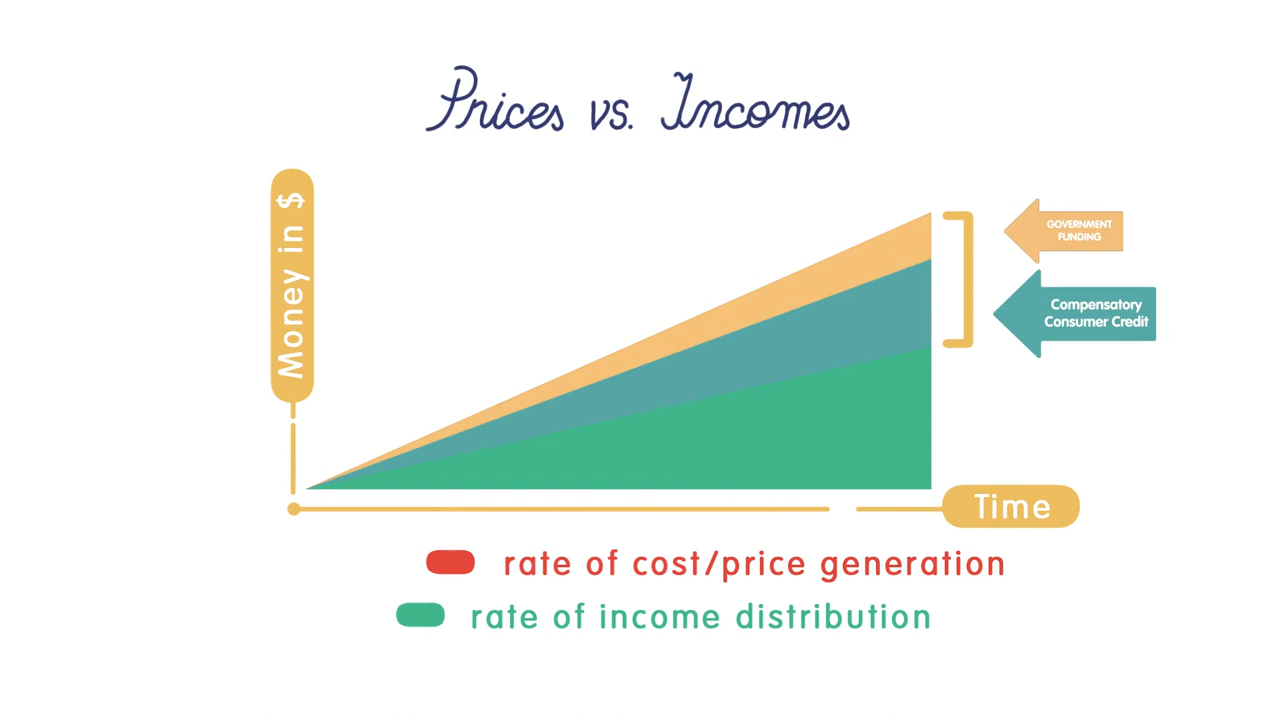 Prices vs. Incomes
Money in $
GOVERNMENT
FUNDING
Compensatory
Consumer Credit
Time
rate of cost/price generation
rate of income distribution